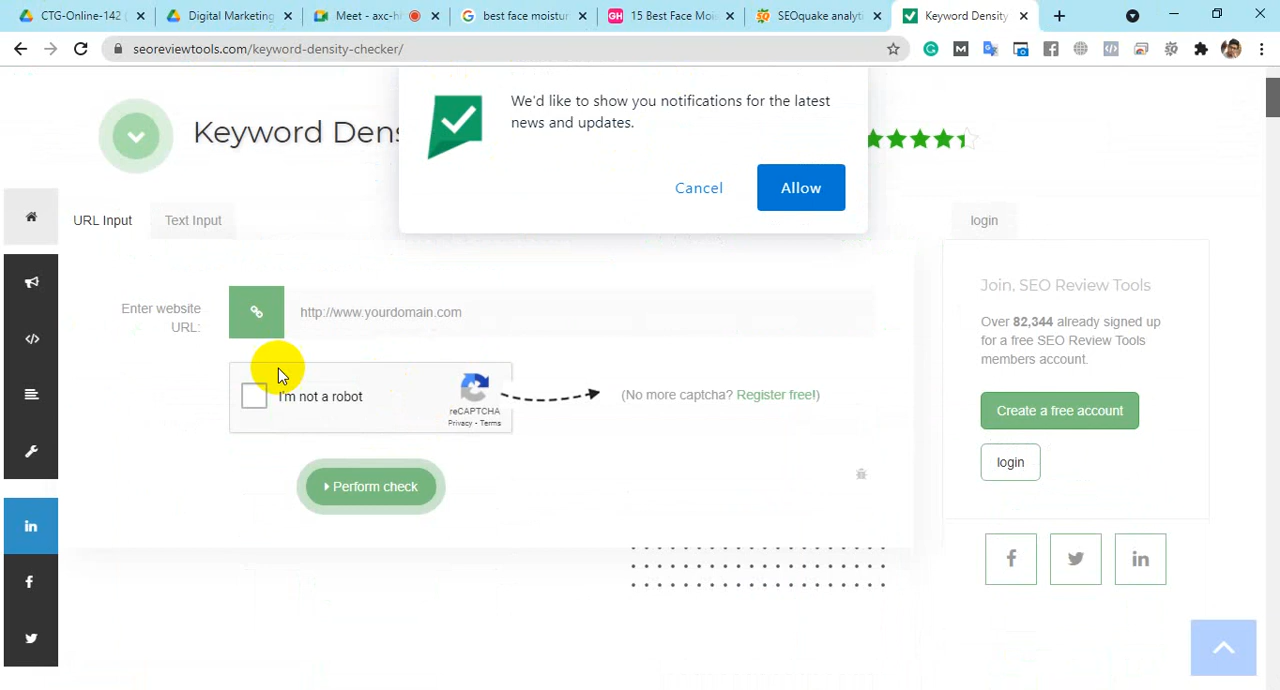 CTG-Online-142
Digital Marketing
Meet - axc-h
best face moistur
15 Best Face Moi
SEOquake analyti
Keyword Density
seoreviewtools.com/keyword-density-checker/
We'd like to show you notifications for the latest
news and updates.
Cancel
Allow
Keyword Dens
URL Input
Text Input
login
Enter website
URL:
http://www.yourdomain.com
I'm not a robot
reCAPTCHA
Privacy - Terms
(No more captcha? Register free!)
Perform check
Join, SEO Review Tools
Over 82,344 already signed up
for a free SEO Review Tools
members account.
Create a free account
login